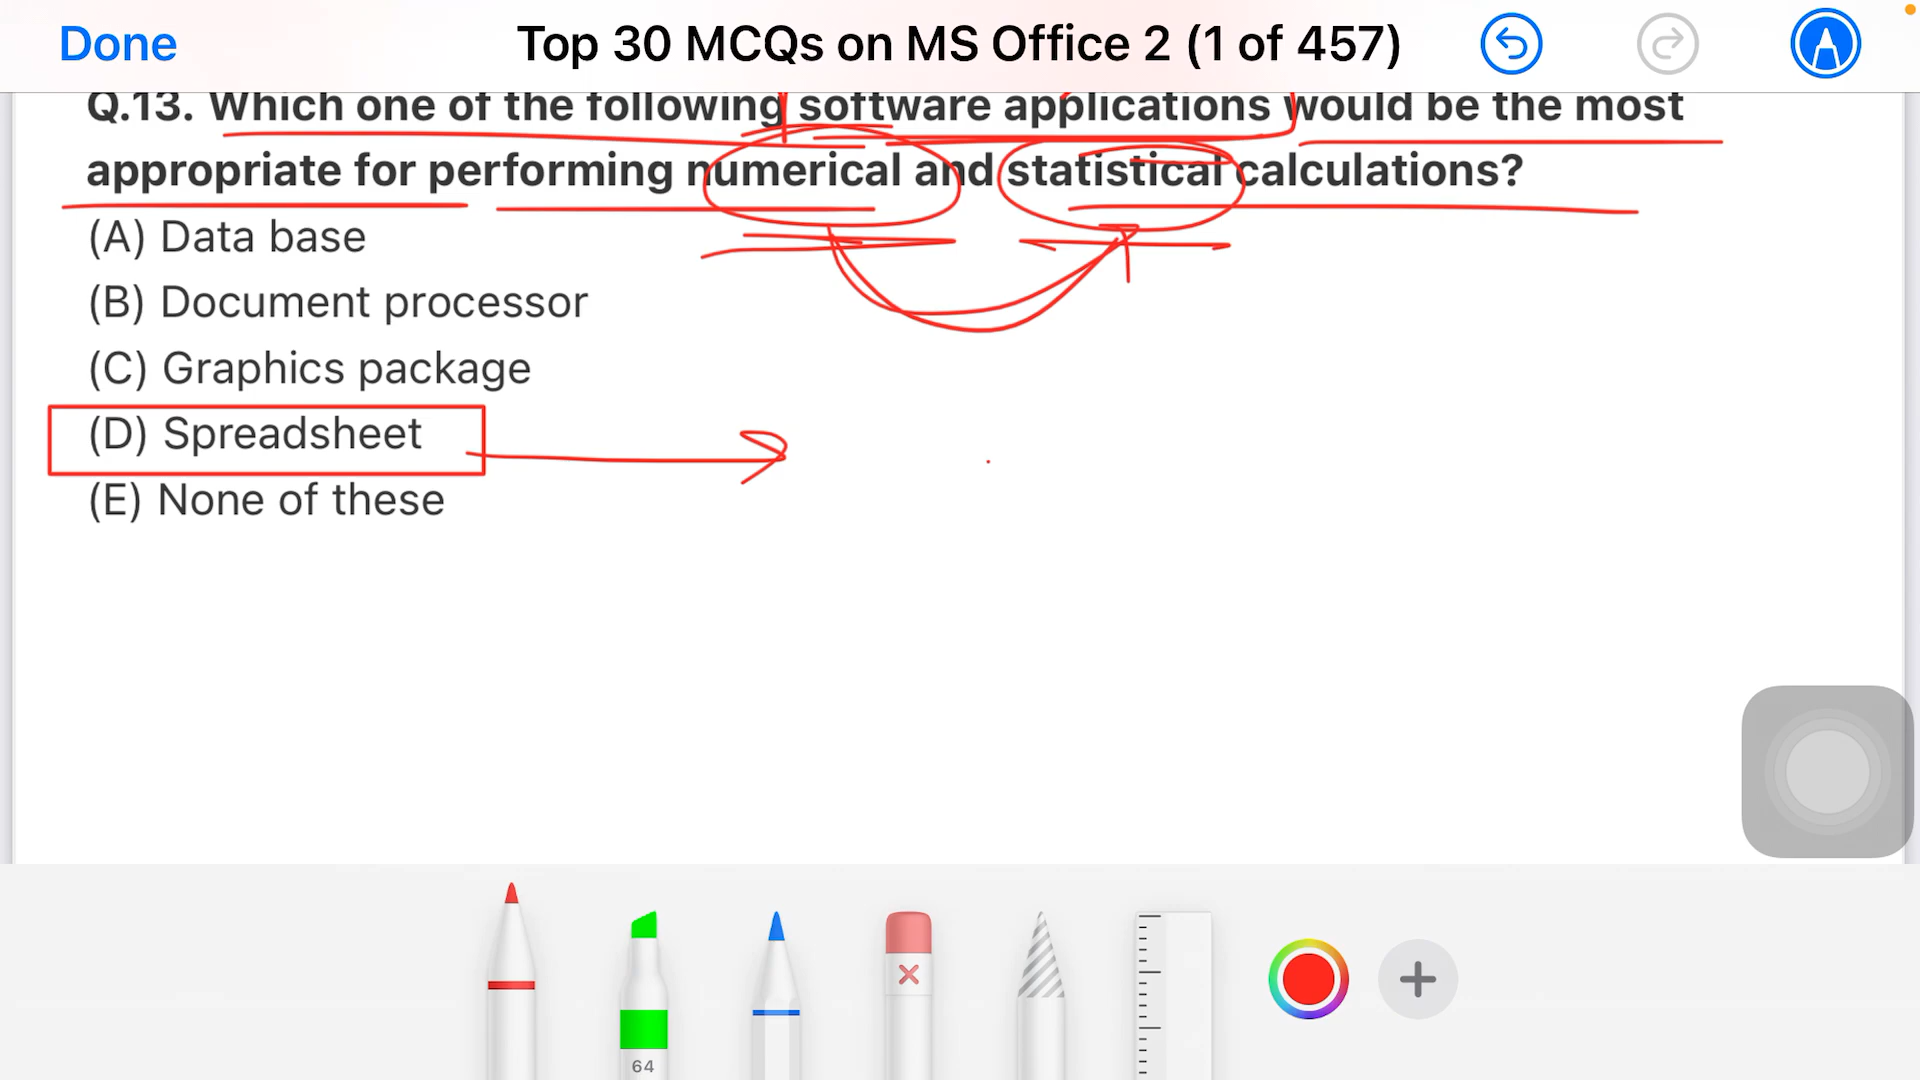 Done
Top 30 MCQs on MS Office 2 (1 of 457)
Q.13. Which one of the following software applications would be the most
appropriate for performing numerical and statistical calculations?
(A) Data base
(B) Document processor
(C) Graphics package
(D) Spreadsheet
(E) None of these
64